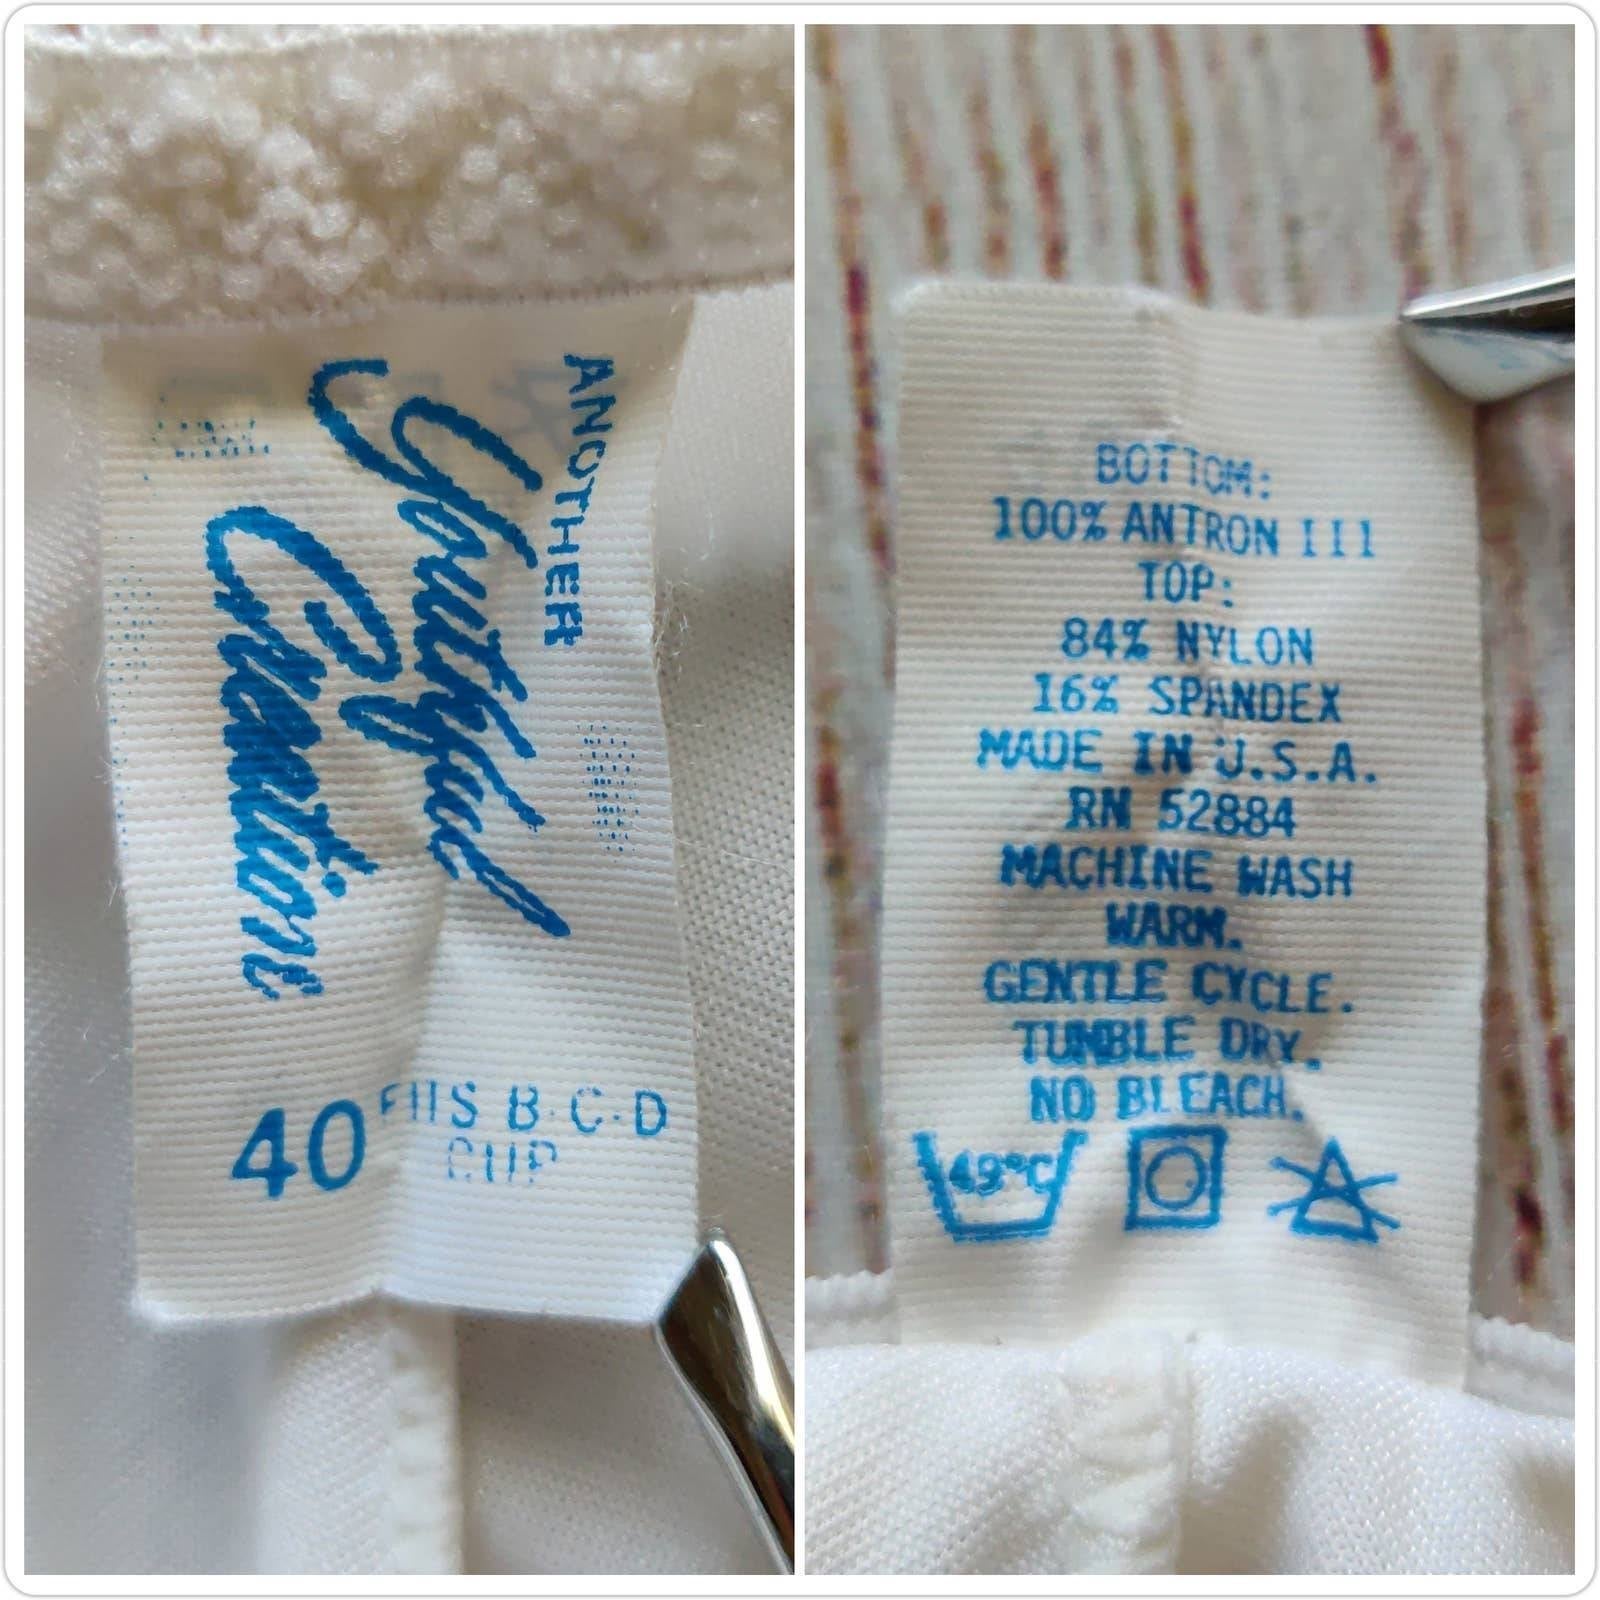 ANOTHER
Youthful
Creation
40 FITS B·C·D
CUP
BOTTOM:
100% ANTRON III
TOP:
84% NYLON
16% SPANDEX
MADE IN U.S.A.
RN 52884
MACHINE WASH
WARM.
GENTLE CYCLE.
TUMBLE DRY.
NO BLEACH.
49°C